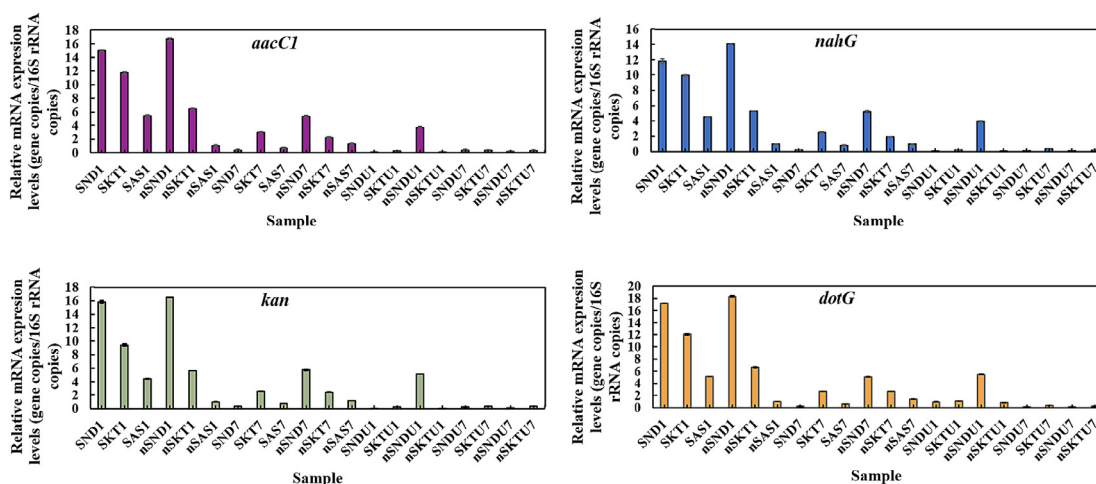 aacC1
Relative mRNA expression
levels (gene copies/16S rRNA
copies)
18
16
14
12
10
8
6
4
2
0
SND1
SKT1
SAS1
nSND1
nSKT1
nSAS1
SND7
SKT7
SAS7
nSND7
nSKT7
nSAS7
SNDU1
SKTU1
nSNDU1
nSKTU1
SNDU7
SKTU7
nSNDU7
nSKTU7
Sample
nahG
Relative mRNA expression
levels (gene copies/16S rRNA
copies)
16
14
12
10
8
6
4
2
0
SND1
SKT1
SAS1
nSND1
nSKT1
nSAS1
SND7
SKT7
SAS7
nSND7
nSKT7
nSAS7
SNDU1
SKTU1
nSNDU1
nSKTU1
SNDU7
SKTU7
nSNDU7
nSKTU7
Sample
kan
Relative mRNA expression
levels (gene copies/16S rRNA
copies)
18
16
14
12
10
8
6
4
2
0
SND1
SKT1
SAS1
nSND1
nSKT1
nSAS1
SND7
SKT7
SAS7
nSND7
nSKT7
nSAS7
SNDU1
SKTU1
nSNDU1
nSKTU1
SNDU7
SKTU7
nSNDU7
nSKTU7
Sample
dotG
Relative mRNA expression
levels (gene copies/16S
rRNA copies)
20
18
16
14
12
10
8
6
4
2
0
SND1
SKT1
SAS1
nSND1
nSKT1
nSAS1
SND7
SKT7
SAS7
nSND7
nSKT7
nSAS7
SNDU1
SKTU1
nSNDU1
nSKTU1
SNDU7
SKTU7
nSNDU7
nSKTU7
Sample